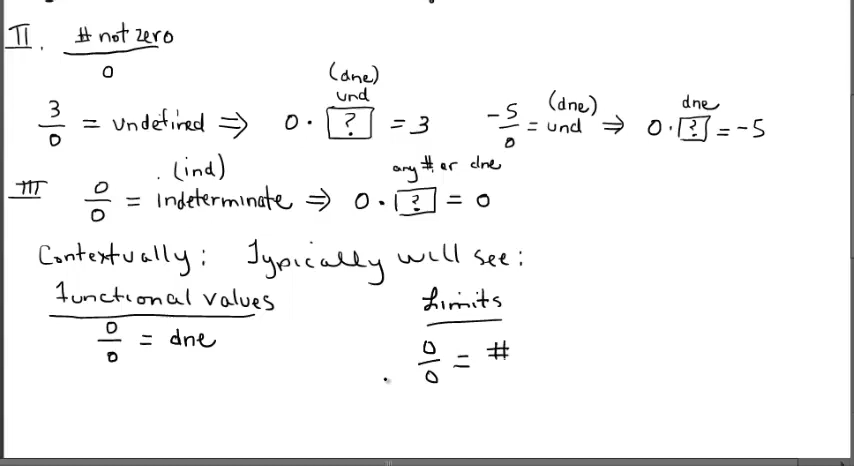 II. # not zero / 0
(dne)
und
3/0 = undefined ⇒ 0 · [?] = 3
-5/0 = (dne) und ⇒ 0 · [?] = -5
dne
III 0/0 = indeterminate ⇒ 0 · [?] = 0
(ind)
any # or dne
Contextually: Typically will see:
functional values
0/0 = dne
Limits
0/0 = #